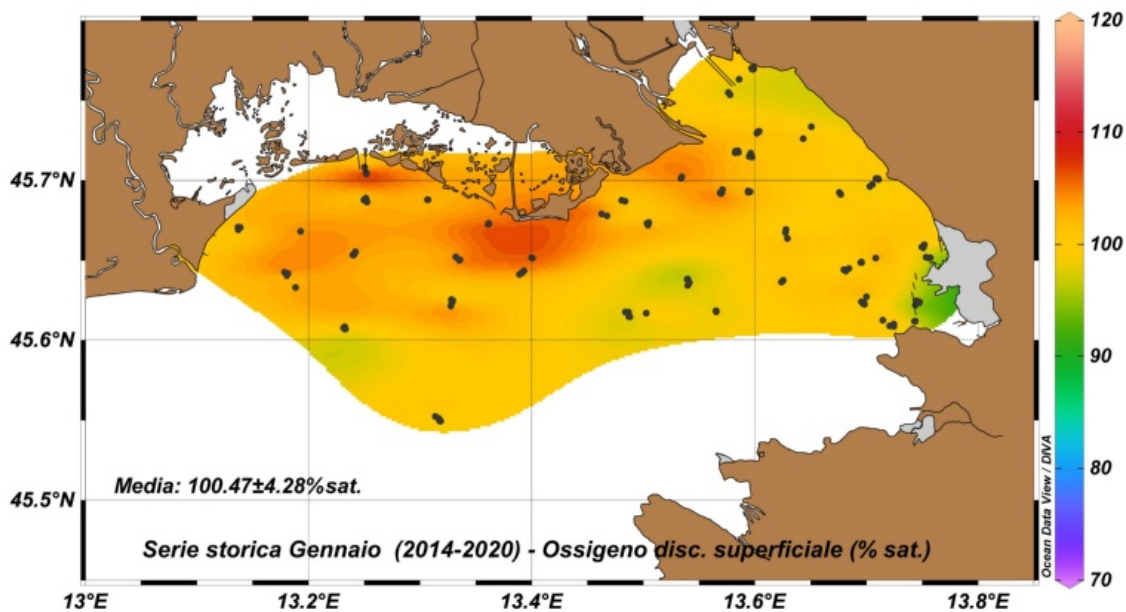 120
110
100
90
80
70
45.7°N
45.6°N
45.5°N
Media: 100.47±4.28%sat.
Serie storica Gennaio (2014-2020) - Ossigeno disc. superficiale (% sat.)
Ocean Data View / DIVA
13°E
13.2°E
13.4°E
13.6°E
13.8°E